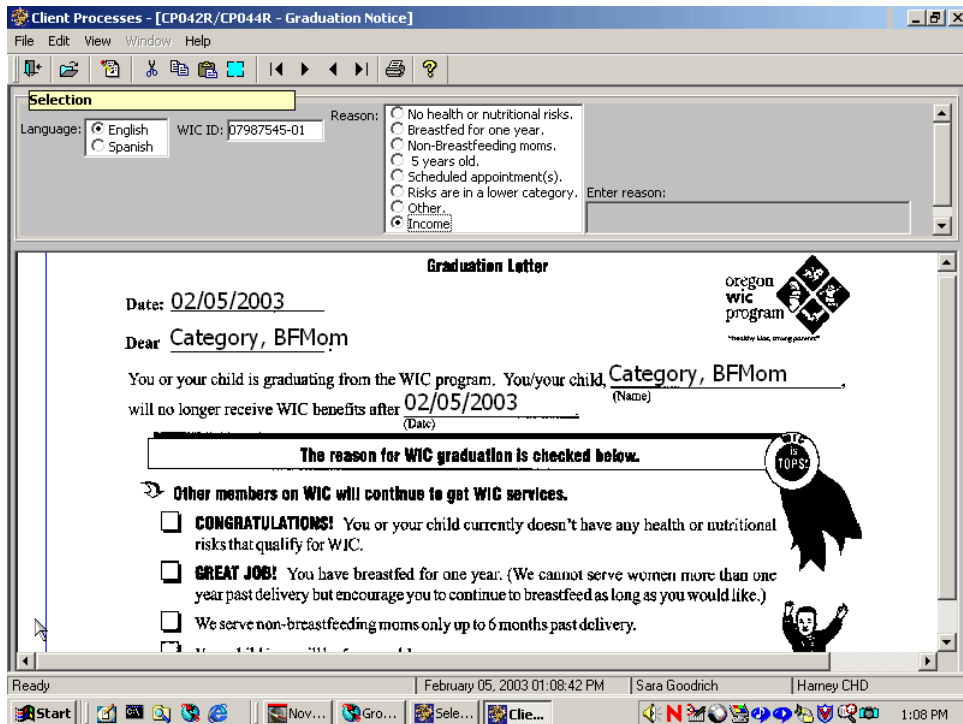 Client Processes - [CP042R/CP044R - Graduation Notice]
File Edit View Window Help
Selection
Language: English
Spanish
WIC ID: 07987545-01
Reason: No health or nutritional risks.
Breastfed for one year.
Non-Breastfeeding moms.
5 years old.
Scheduled appointment(s).
Risks are in a lower category.
Other.
Income
Enter reason:
Graduation Letter
oregon
wic
program
"healthy kids, strong parents"
Date: 02/05/2003
Dear Category, BFMom,
You or your child is graduating from the WIC program. You/your child, Category, BFMom,
(Name)
will no longer receive WIC benefits after 02/05/2003.
(Date)
The reason for WIC graduation is checked below.
WIC
is
TOPS!
Other members on WIC will continue to get WIC services.
CONGRATULATIONS! You or your child currently doesn't have any health or nutritional
risks that qualify for WIC.
GREAT JOB! You have breastfed for one year. (We cannot serve women more than one
year past delivery but encourage you to continue to breastfeed as long as you would like.)
We serve non-breastfeeding moms only up to 6 months past delivery.
Ready February 05, 2003 01:08:42 PM Sara Goodrich Harney CHD
Start Nov... Gro... Sele... Clie... 1:08 PM